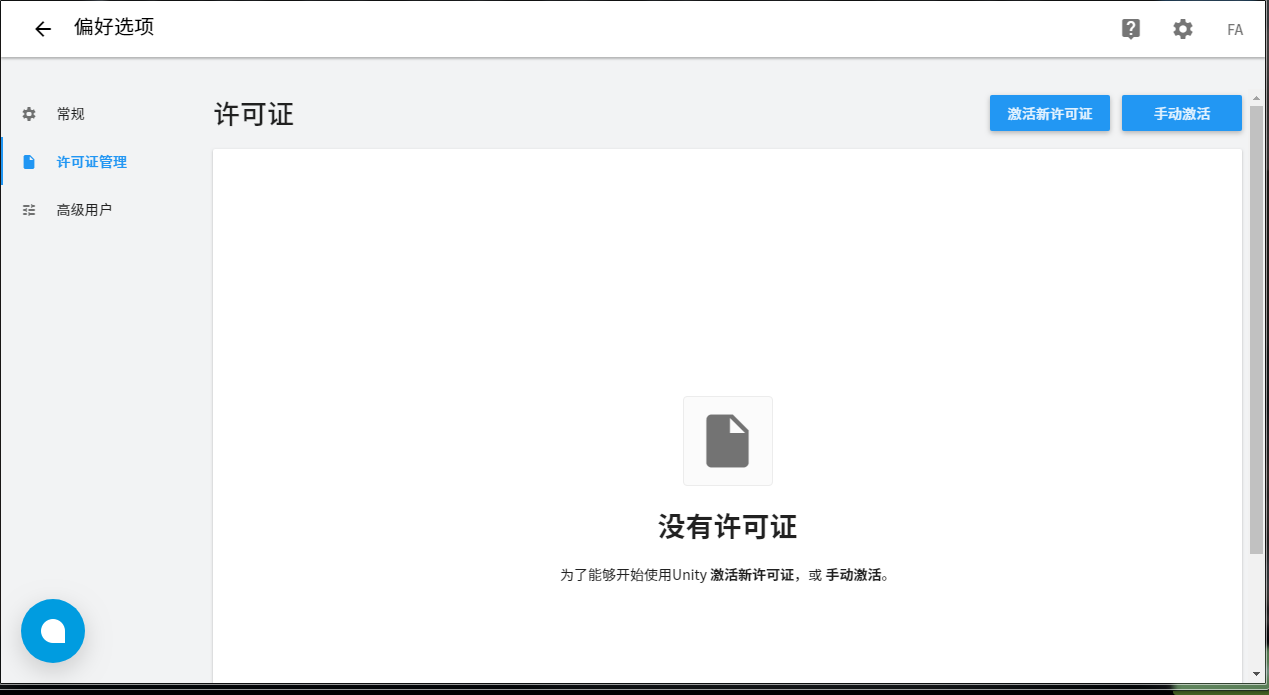 偏好选项
FA
常规
许可证
激活新许可证
手动激活
许可证管理
高级用户
没有许可证
为了能够开始使用Unity 激活新许可证，或 手动激活。